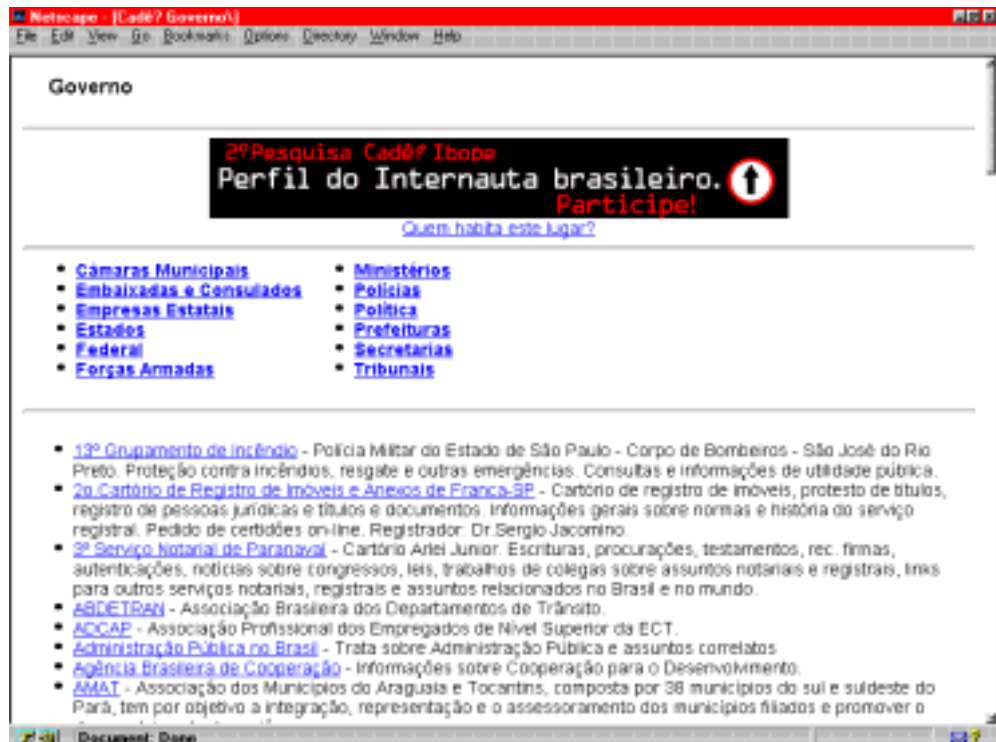 Netscape - [Cadê? Governo\]
File Edit View Go Bookmarks Options Directory Window Help
Governo
2ª Pesquisa Cadê? Ibope
Perfil do Internauta brasileiro.
Participe!
Quem habita este lugar?
Câmaras Municipais
Embaixadas e Consulados
Empresas Estatais
Estados
Federal
Forças Armadas
Ministérios
Polícias
Política
Prefeituras
Secretarias
Tribunais
13º Grupamento de Incêndio - Polícia Militar do Estado de São Paulo - Corpo de Bombeiros - São José do Rio
Preto. Proteção contra incêndios, resgate e outras emergências. Consultas e informações de utilidade pública.
2o.Cartório de Registro de Imóveis e Anexos de Franca-SP - Cartório de registro de imóveis, protesto de títulos,
registro de pessoas jurídicas e títulos e documentos. Informações gerais sobre normas e história do serviço
registral. Pedido de certidões on-line. Registrador: Dr.Sergio Jacomino.
3º Serviço Notarial de Paranavaí - Cartório Arlei Junior. Escrituras, procurações, testamentos, rec. firmas,
autenticações, notícias sobre congressos, leis, trabalhos de colegas sobre assuntos notariais e registrais, links
para outros serviços notariais, registrais e assuntos relacionados no Brasil e no mundo.
ABDETRAN - Associação Brasileira dos Departamentos de Trânsito.
ADCAP - Associação Profissional dos Empregados de Nível Superior da ECT.
Administração Pública no Brasil - Trata sobre Administração Pública e assuntos correlatos
Agência Brasileira de Cooperação - Informações sobre Cooperação para o Desenvolvimento.
AMAT - Associação dos Municípios do Araguaia e Tocantins, composta por 38 municípios do sul e suldeste do
Pará, tem por objetivo a integração, representação e o assessoramento dos municípios filiados e promover o
Document: Done